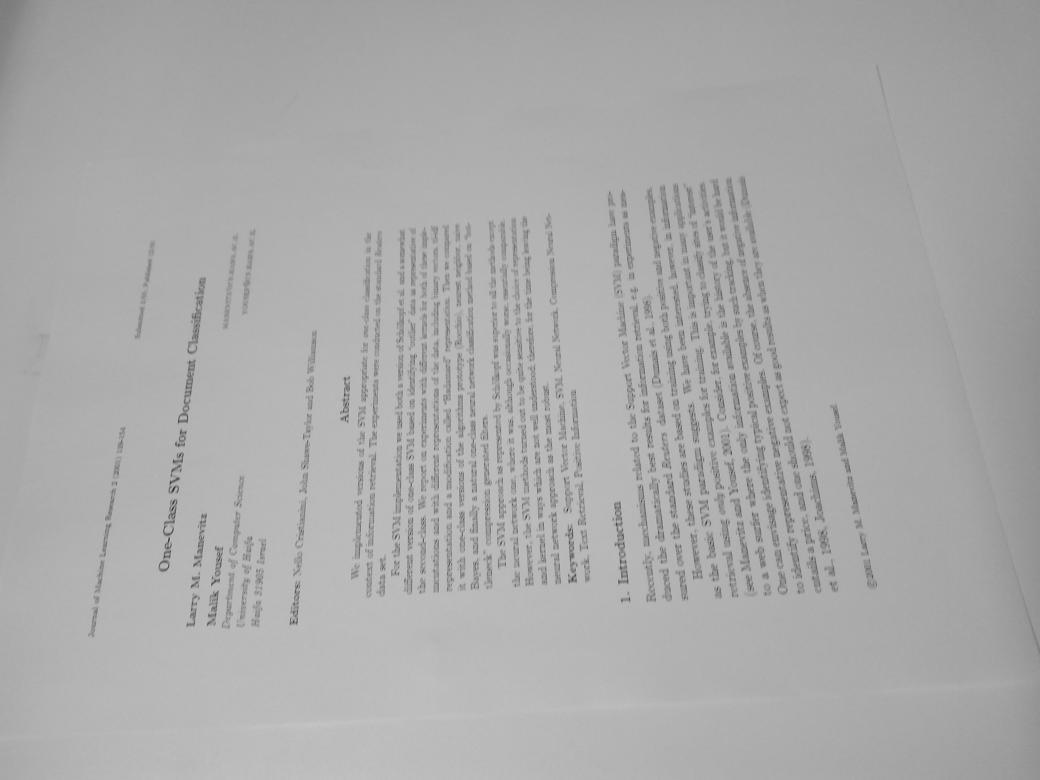 Journal of Machine Learning Research 2 (2001) 139-154
Submitted 3/01; Published 12/01
One-Class SVMs for Document Classification
Larry M. Manevitz
Malik Yousef
Department of Computer Science
University of Haifa
Haifa 31905 Israel
Editors: Nello Cristianini, John Shawe-Taylor and Bob Williamson
Abstract
We implemented versions of the SVM appropriate for one-class classification in the
context of information retrieval. The experiments were conducted on the standard Reuters
data set.
For the SVM implementation we used both a version of Schölkopf et al. and a somewhat
different version of one-class SVM based on identifying "outlier" data as representative of
the second-class. We report on experiments with different kernels for both of these imple-
mentations and with different representations of the data, including binary vectors, tf-idf
representation and a modification called "Hadamard" representation. Then we compared
it with one-class versions of the algorithms prototype (Rocchio), nearest neighbor, naive
Bayes, and finally a natural one-class neural network classification method based on "bot-
tleneck" compression generated filters.
The SVM approach as represented by Schölkopf was superior to all the methods except
the neural network one, where it was, although occasionally worse, essentially comparable.
However, the SVM methods turned out to be quite sensitive to the choice of representation
and kernel in ways which are not well understood; therefore, for the time being leaving the
neural network approach as the most robust.
Keywords: Support Vector Machine, SVM, Neural Network, Compression Neural Net-
work, Text Retrieval, Positive Information
1. Introduction
Recently, mechanisms related to the Support Vector Machine (SVM) paradigm have pro-
duced the dramatically best results for information retrieval, e.g. in experiments as mea-
sured over the standard Reuters dataset (Dumais et al., 1998).
However, these studies are based on training using both positive and negative examples,
as the basic SVM paradigm suggests. We have been interested, however, in information
retrieval using only positive examples for training. This is important in many applications
(see Manevitz and Yousef, 2001). Consider, for example, trying to classify sites of "interest"
to a web surfer where the only information available is the history of the user's activities.
One can envisage identifying typical positive examples by such tracking, but it would be hard
to identify representative negative examples. Of course, the absence of negative information
entails a price, and one should not expect as good results as when they are available (Dumais
et al., 1998, Joachims, 1998).
©2001 Larry M. Manevitz and Malik Yousef.